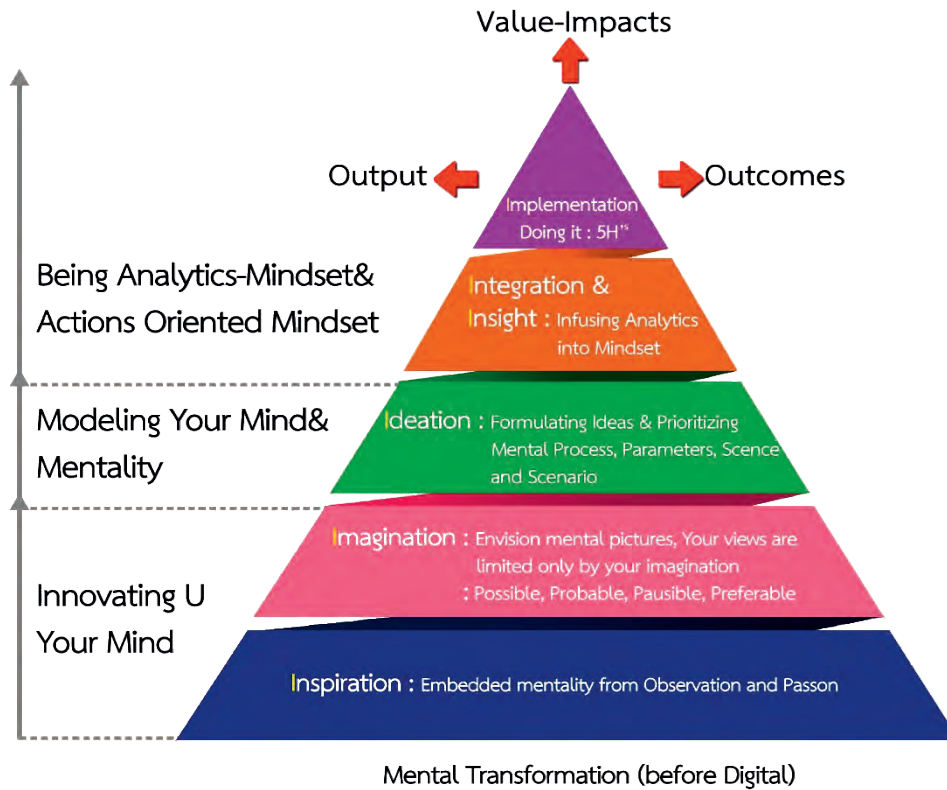 Value-Impacts
Output
Outcomes
Implementation
Doing it : 5H's
Being Analytics-Mindset&
Actions Oriented Mindset
Integration &
Insight : Infusing Analytics
into Mindset
Modeling Your Mind&
Mentality
Ideation : Formulating Ideas & Prioritizing
Mental Process, Parameters, Scence
and Scenario
Innovating U
Your Mind
Imagination : Envision mental pictures, Your views are
limited only by your imagination
: Possible, Probable, Pausible, Preferable
Inspiration : Embedded mentality from Observation and Passon
Mental Transformation (before Digital)